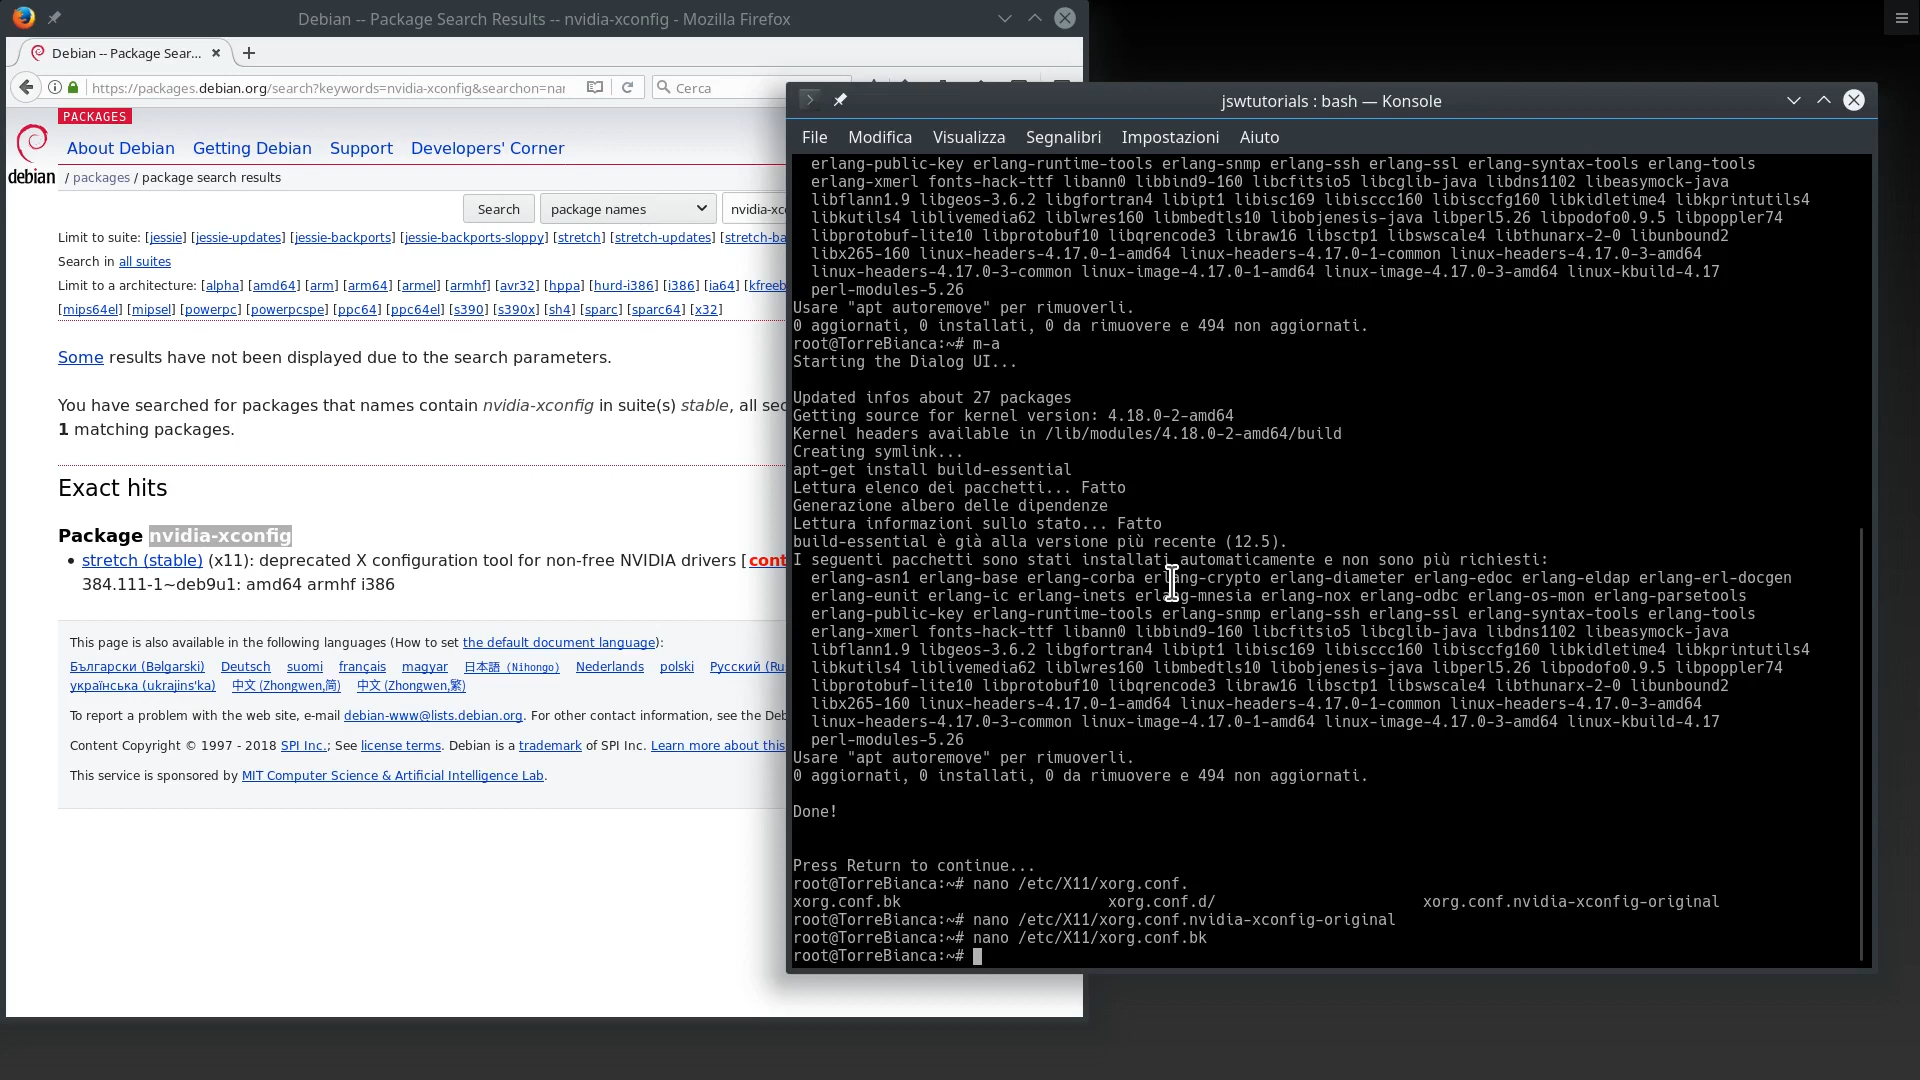 Debian -- Package Search Results -- nvidia-xconfig - Mozilla Firefox
Debian -- Package Sear...
https://packages.debian.org/search?keywords=nvidia-xconfig&searchon=nar
Cerca
PACKAGES
debian
About Debian Getting Debian Support Developers' Corner
/ packages / package search results
Search package names nvidia-xc
Limit to suite: [jessie] [jessie-updates] [jessie-backports] [jessie-backports-sloppy] [stretch] [stretch-updates] [stretch-ba
Search in all suites
Limit to a architecture: [alpha] [amd64] [arm] [arm64] [armel] [armhf] [avr32] [hppa] [hurd-i386] [i386] [ia64] [kfreeb
[mips64el] [mipsel] [powerpc] [powerpcspe] [ppc64] [ppc64el] [s390] [s390x] [sh4] [sparc] [sparc64] [x32]
Some results have not been displayed due to the search parameters.
You have searched for packages that names contain nvidia-xconfig in suite(s) stable, all sec
1 matching packages.
Exact hits
Package nvidia-xconfig
• stretch (stable) (x11): deprecated X configuration tool for non-free NVIDIA drivers [cont
384.111-1~deb9u1: amd64 armhf i386
This page is also available in the following languages (How to set the default document language):
Български (Bəlgarski) Deutsch suomi français magyar 日本語 (Nihongo) Nederlands polski Русский (Ru
українська (ukrajins'ka) 中文 (Zhongwen,简) 中文 (Zhongwen,繁)
To report a problem with the web site, e-mail debian-www@lists.debian.org. For other contact information, see the Deb
Content Copyright © 1997 - 2018 SPI Inc.; See license terms. Debian is a trademark of SPI Inc. Learn more about this
This service is sponsored by MIT Computer Science & Artificial Intelligence Lab.
jswtutorials : bash — Konsole
File Modifica Visualizza Segnalibri Impostazioni Aiuto
erlang-public-key erlang-runtime-tools erlang-snmp erlang-ssh erlang-ssl erlang-syntax-tools erlang-tools
erlang-xmerl fonts-hack-ttf libann0 libbind9-160 libcfitsio5 libcglib-java libdns1102 libeasymock-java
libflann1.9 libgeos-3.6.2 libgfortran4 libipt1 libisc169 libisccc160 libisccfg160 libkidletime4 libkprintutils4
libkutils4 liblivemedia62 liblwres160 libmbedtls10 libobjenesis-java libperl5.26 libpodofo0.9.5 libpoppler74
libprotobuf-lite10 libprotobuf10 libqrencode3 libraw16 libsctp1 libswscale4 libthunarx-2-0 libunbound2
libx265-160 linux-headers-4.17.0-1-amd64 linux-headers-4.17.0-1-common linux-headers-4.17.0-3-amd64
linux-headers-4.17.0-3-common linux-image-4.17.0-1-amd64 linux-image-4.17.0-3-amd64 linux-kbuild-4.17
perl-modules-5.26
Usare "apt autoremove" per rimuoverli.
0 aggiornati, 0 installati, 0 da rimuovere e 494 non aggiornati.
root@TorreBianca:~# m-a
Starting the Dialog UI...
Updated infos about 27 packages
Getting source for kernel version: 4.18.0-2-amd64
Kernel headers available in /lib/modules/4.18.0-2-amd64/build
Creating symlink...
apt-get install build-essential
Lettura elenco dei pacchetti... Fatto
Generazione albero delle dipendenze
Lettura informazioni sullo stato... Fatto
build-essential è già alla versione più recente (12.5).
I seguenti pacchetti sono stati installati automaticamente e non sono più richiesti:
erlang-asn1 erlang-base erlang-corba erlang-crypto erlang-diameter erlang-edoc erlang-eldap erlang-erl-docgen
erlang-eunit erlang-ic erlang-inets erlang-mnesia erlang-nox erlang-odbc erlang-os-mon erlang-parsetools
erlang-public-key erlang-runtime-tools erlang-snmp erlang-ssh erlang-ssl erlang-syntax-tools erlang-tools
erlang-xmerl fonts-hack-ttf libann0 libbind9-160 libcfitsio5 libcglib-java libdns1102 libeasymock-java
libflann1.9 libgeos-3.6.2 libgfortran4 libipt1 libisc169 libisccc160 libisccfg160 libkidletime4 libkprintutils4
libkutils4 liblivemedia62 liblwres160 libmbedtls10 libobjenesis-java libperl5.26 libpodofo0.9.5 libpoppler74
libprotobuf-lite10 libprotobuf10 libqrencode3 libraw16 libsctp1 libswscale4 libthunarx-2-0 libunbound2
libx265-160 linux-headers-4.17.0-1-amd64 linux-headers-4.17.0-1-common linux-headers-4.17.0-3-amd64
linux-headers-4.17.0-3-common linux-image-4.17.0-1-amd64 linux-image-4.17.0-3-amd64 linux-kbuild-4.17
perl-modules-5.26
Usare "apt autoremove" per rimuoverli.
0 aggiornati, 0 installati, 0 da rimuovere e 494 non aggiornati.
Done!
Press Return to continue...
root@TorreBianca:~# nano /etc/X11/xorg.conf.
xorg.conf.bk xorg.conf.d/ xorg.conf.nvidia-xconfig-original
root@TorreBianca:~# nano /etc/X11/xorg.conf.nvidia-xconfig-original
root@TorreBianca:~# nano /etc/X11/xorg.conf.bk
root@TorreBianca:~#